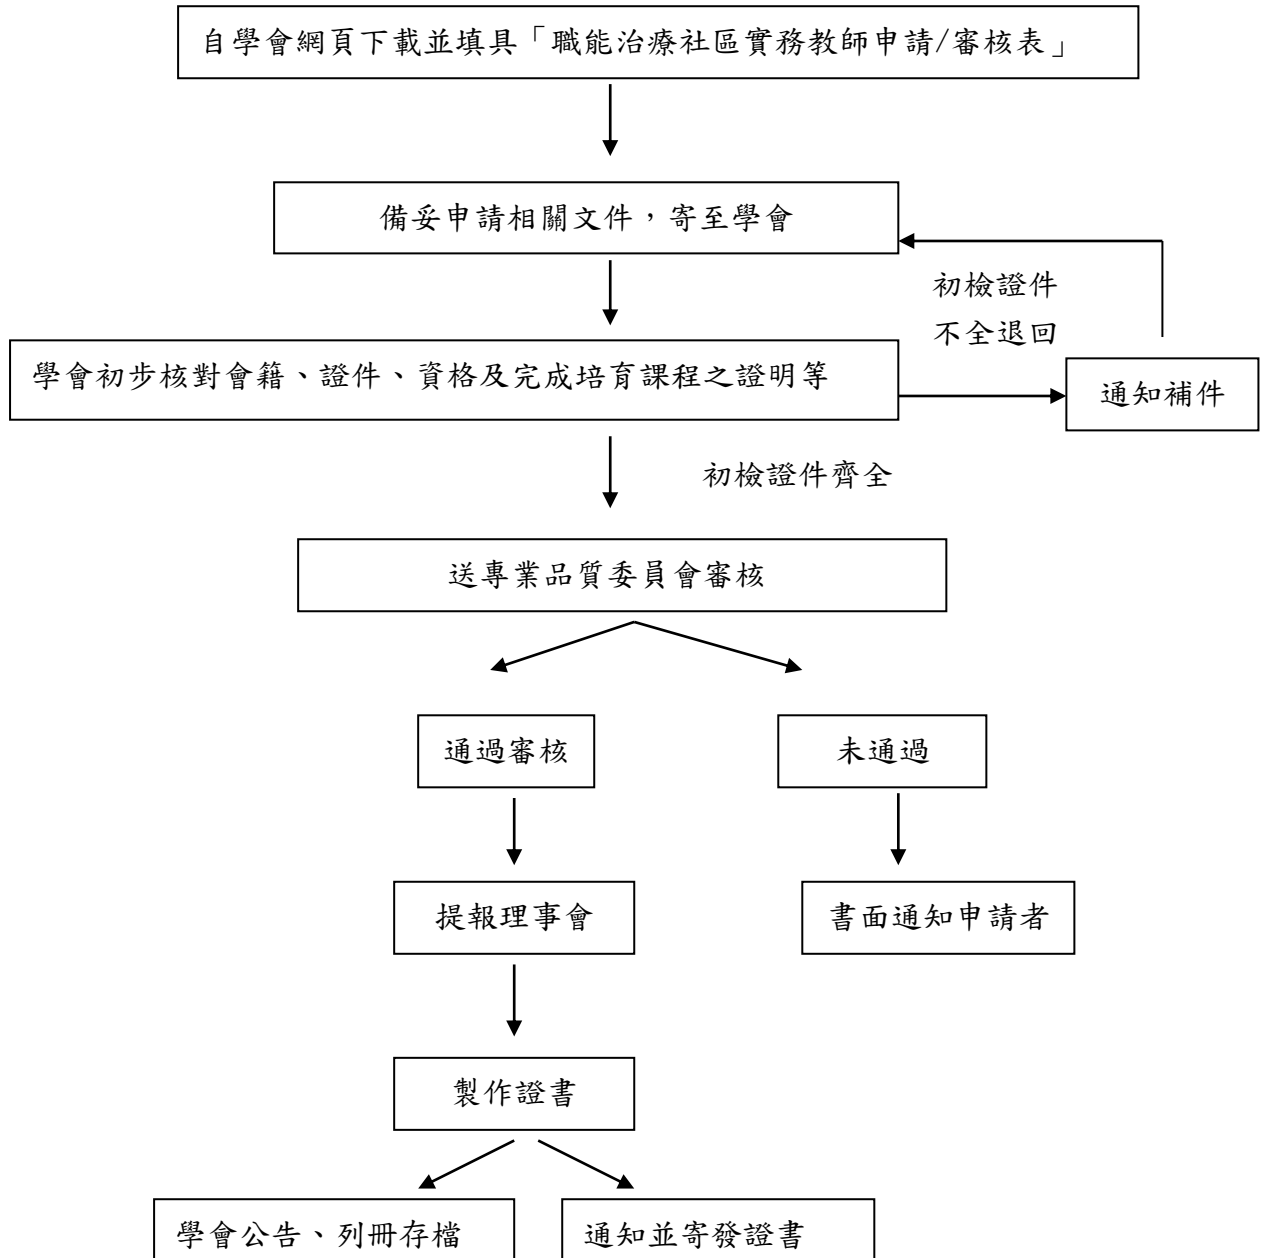 自學會網頁下載並填具「職能治療社區實務教師申請/審核表」
備妥申請相關文件，寄至學會
初檢證件
不全退回
學會初步核對會籍、證件、資格及完成培育課程之證明等
通知補件
初檢證件齊全
送專業品質委員會審核
通過審核
未通過
提報理事會
書面通知申請者
製作證書
學會公告、列冊存檔
通知並寄發證書